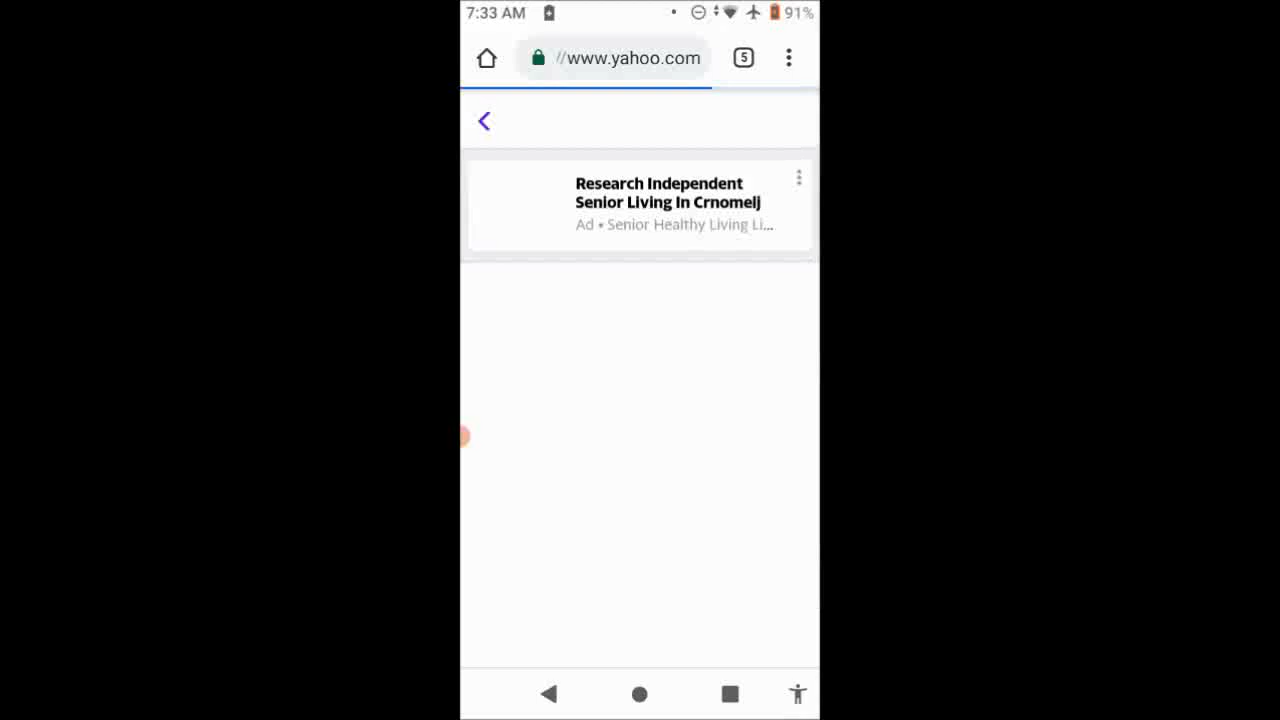 7:33 AM 91%
//www.yahoo.com 5
Research Independent
Senior Living In Crnomelj
Ad • Senior Healthy Living Li...